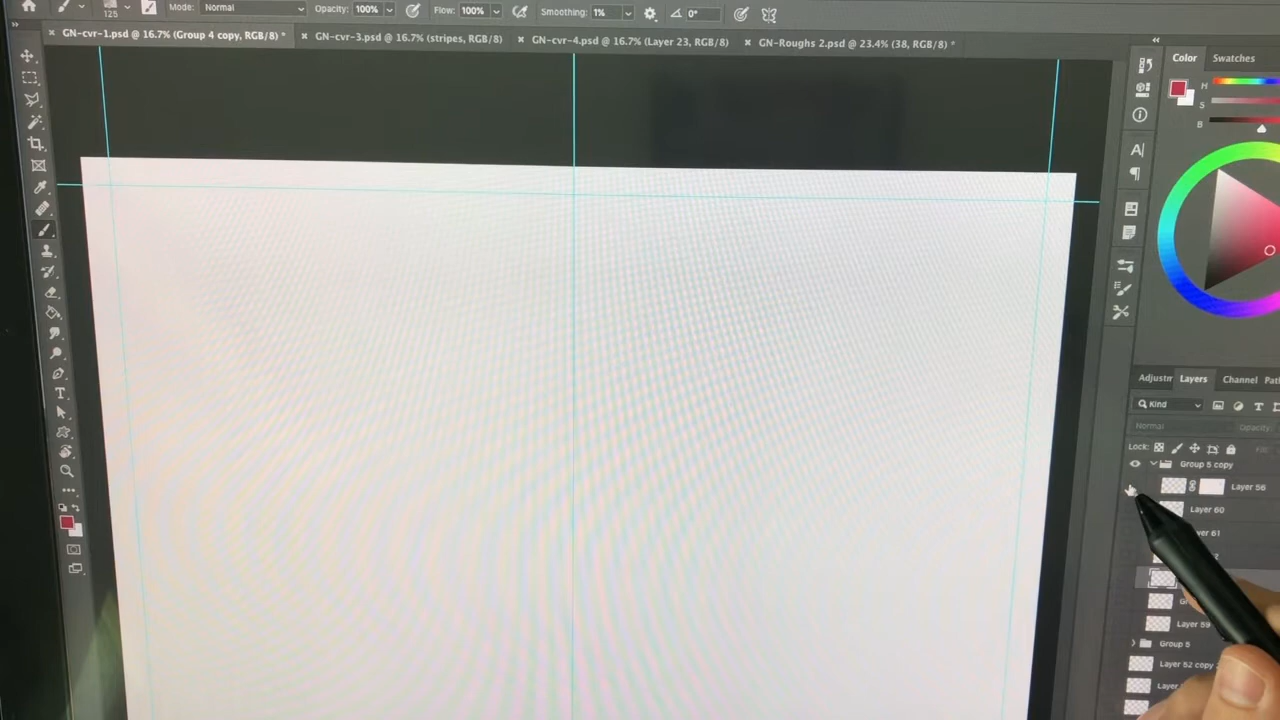 125 Mode: Normal Opacity: 100% Flow: 100% Smoothing: 1% 0°
GN-cvr-1.psd @ 16.7% (Group 4 copy, RGB/8) * GN-cvr-3.psd @ 16.7% (stripes, RGB/8) GN-cvr-4.psd @ 16.7% (Layer 23, RGB/8) GN-Roughs 2.psd @ 23.4% (38, RGB/8) *
Color Swatches
H
S
B
Layers Channel
Kind
Normal Opacity:
Lock:
Group 5 copy
Layer 56
Layer 60
Layer 59
Group 5
Layer 52 copy